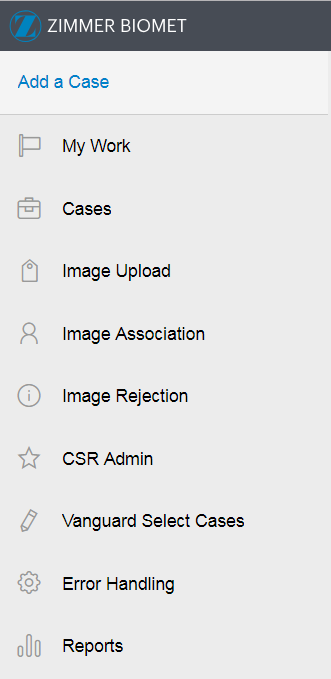 ZIMMER BIOMET
Add a Case
My Work
Cases
Image Upload
Image Association
Image Rejection
CSR Admin
Vanguard Select Cases
Error Handling
Reports